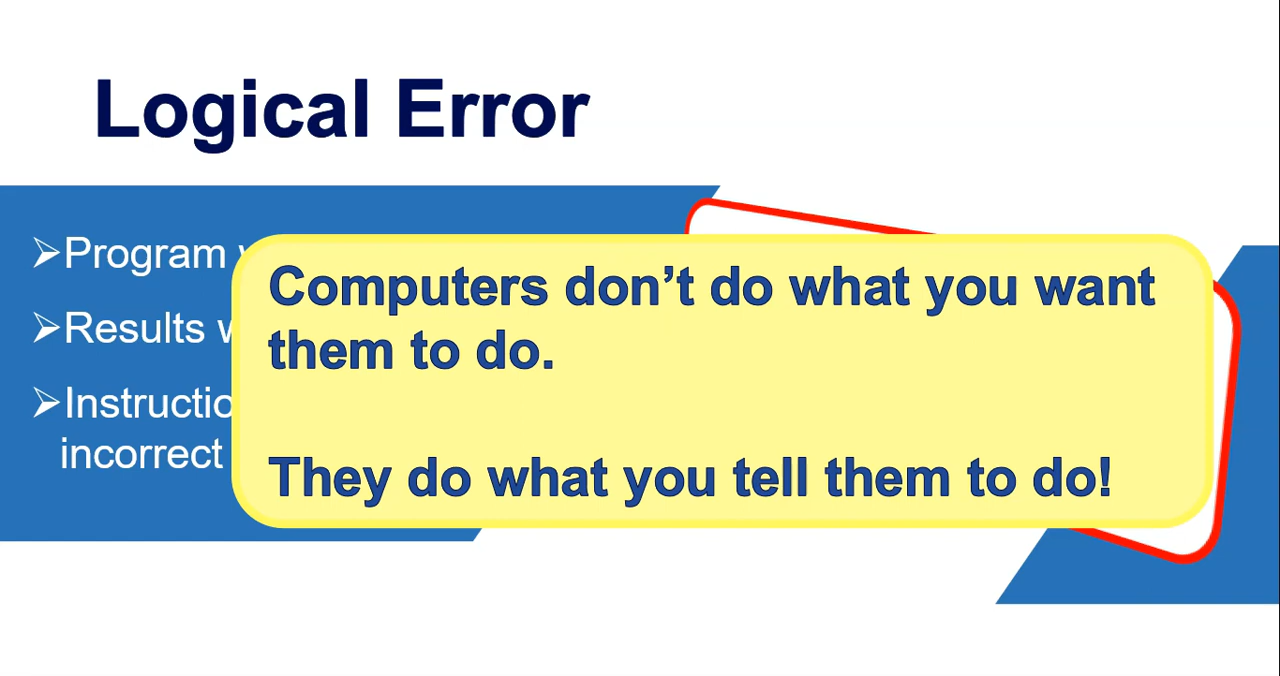 Logical Error
➢Program
➢Results
➢
incorrect
Computers don’t do what you want
them to do.
They do what you tell them to do!